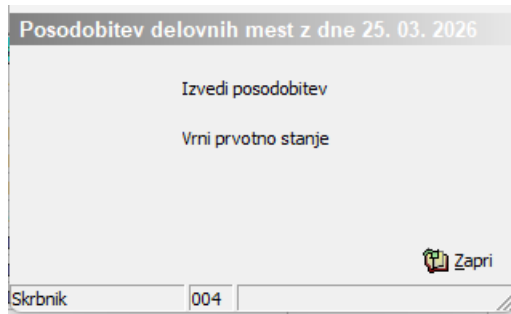 Posodobitev delovnih mest z dne 25. 03. 2026
Izvedi posodobitev
Vrni prvotno stanje
Zapri
Skrbnik 004